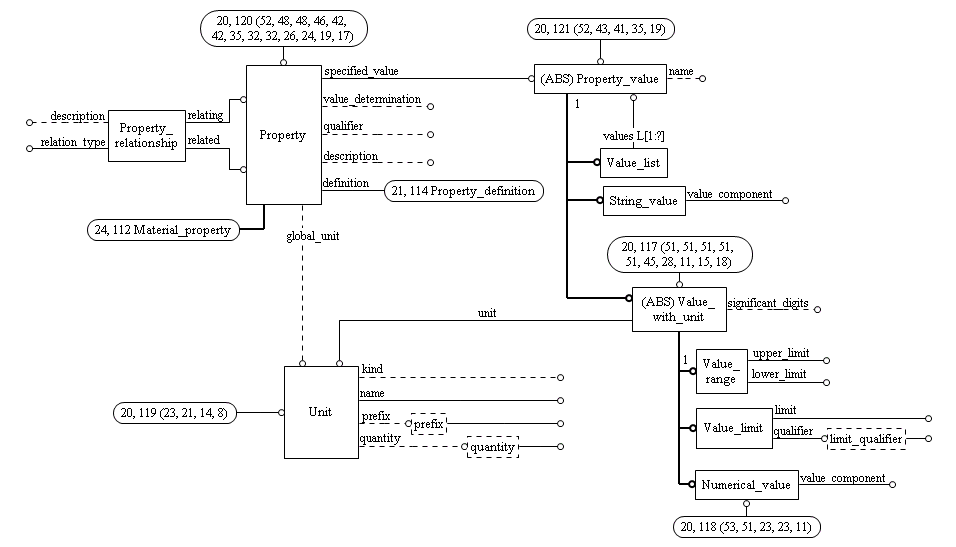 20, 120 (52, 48, 48, 46, 42,
42, 35, 32, 32, 26, 24, 19, 17)
20, 121 (52, 43, 41, 35, 19)
specified_value
(ABS) Property_value
name
value_determination
1
description
relating
Property_
relationship
Property
qualifier
values L[1:?]
relation_type
related
description
Value_list
definition
21, 114 Property_definition
String_value
value_component
24, 112 Material_property
global_unit
20, 117 (51, 51, 51, 51,
51, 45, 28, 11, 15, 18)
(ABS) Value_
with_unit
significant_digits
unit
1
Value_
range
upper_limit
lower_limit
kind
name
20, 119 (23, 21, 14, 8)
Unit
prefix
prefix
quantity
quantity
limit
Value_limit
qualifier
limit_qualifier
Numerical_value
value_component
20, 118 (53, 51, 23, 23, 11)